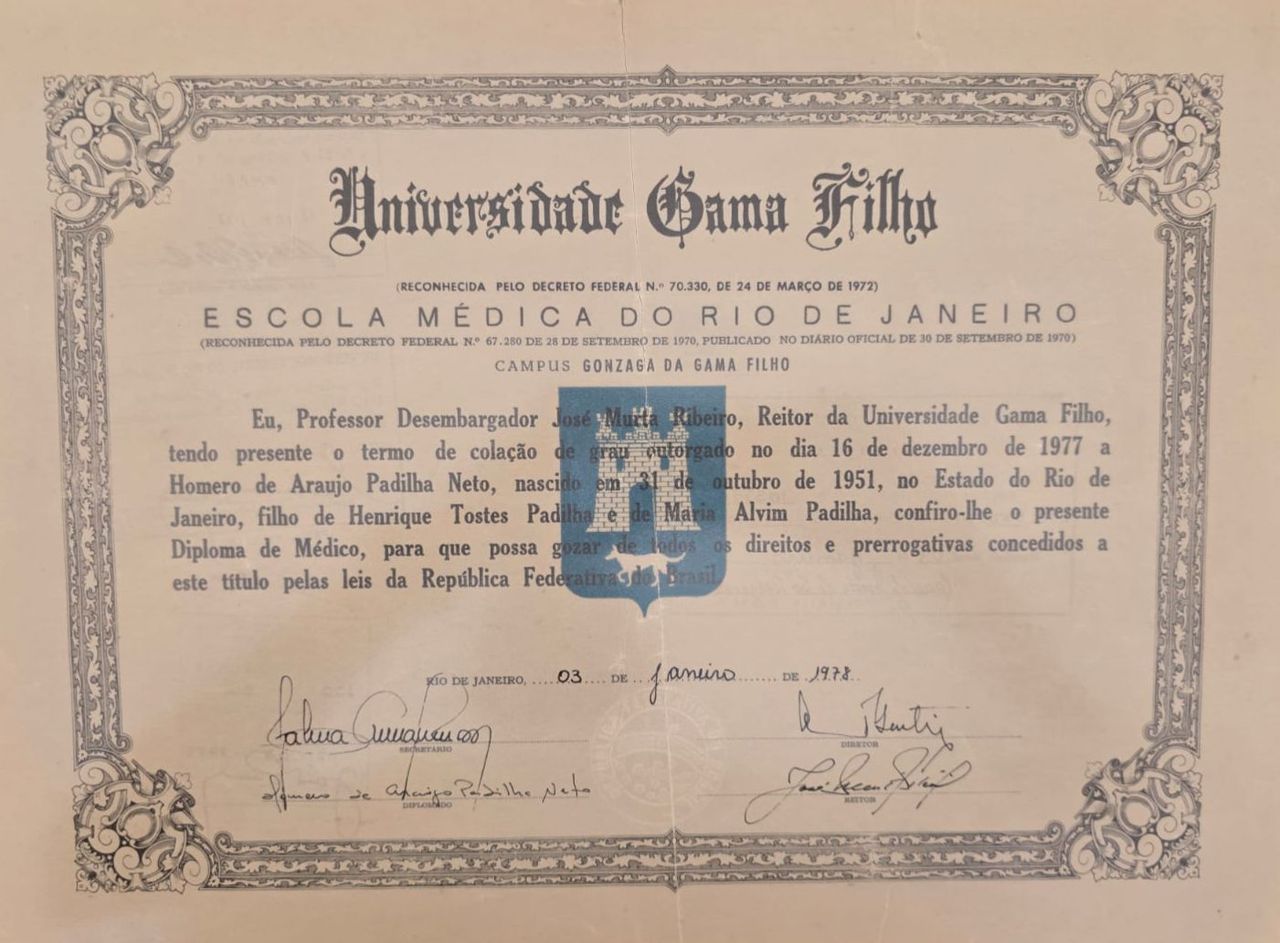 Universidade Gama Filho
(RECONHECIDA PELO DECRETO FEDERAL N.º 70.330, DE 24 DE MARÇO DE 1972)
ESCOLA MÉDICA DO RIO DE JANEIRO
(RECONHECIDA PELO DECRETO FEDERAL N.º 67.280 DE 28 DE SETEMBRO DE 1970, PUBLICADO NO DIÁRIO OFICIAL DE 30 DE SETEMBRO DE 1970)
CAMPUS GONZAGA DA GAMA FILHO
Eu, Professor Desembargador José Murta Ribeiro, Reitor da Universidade Gama Filho,
tendo presente o termo de colação de grau outorgado no dia 16 de dezembro de 1977 a
Homero de Araujo Padilha Neto, nascido em 31 de outubro de 1951, no Estado do Rio de
Janeiro, filho de Henrique Tostes Padilha e de Maria Alvim Padilha, confiro-lhe o presente
Diploma de Médico, para que possa gozar de todos os direitos e prerrogativas concedidos a
este título pelas leis da República Federativa do Brasil
RIO DE JANEIRO, ....03.... DE ...Janeiro....... DE .1978..
SECRETÁRIO
DIRETOR
Homero de Araujo Padilha Neto
DIPLOMADO
REITOR